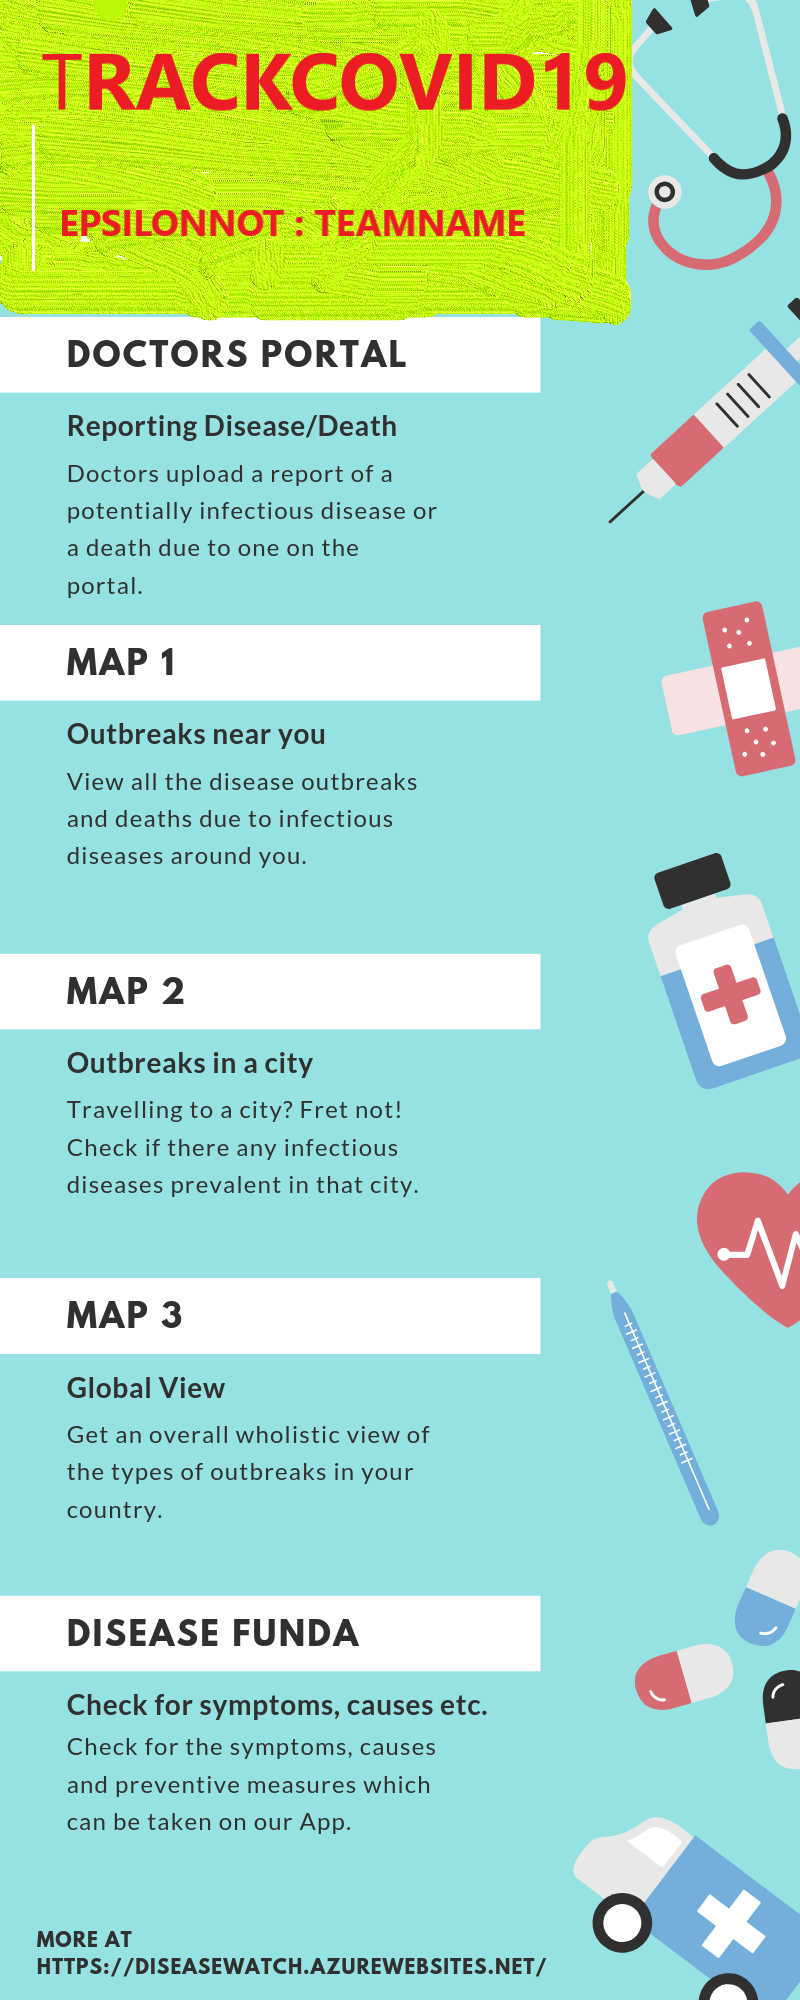 TRACKCOVID19
EPSILONNOT : TEAMNAME
DOCTORS PORTAL
Reporting Disease/Death
Doctors upload a report of a
potentially infectious disease or
a death due to one on the
portal.
MAP 1
Outbreaks near you
View all the disease outbreaks
and deaths due to infectious
diseases around you.
MAP 2
Outbreaks in a city
Travelling to a city? Fret not!
Check if there any infectious
diseases prevalent in that city.
MAP 3
Global View
Get an overall wholistic view of
the types of outbreaks in your
country.
DISEASE FUNDA
Check for symptoms, causes etc.
Check for the symptoms, causes
and preventive measures which
can be taken on our App.
MORE AT
HTTPS://DISEASEWATCH.AZUREWEBSITES.NET/